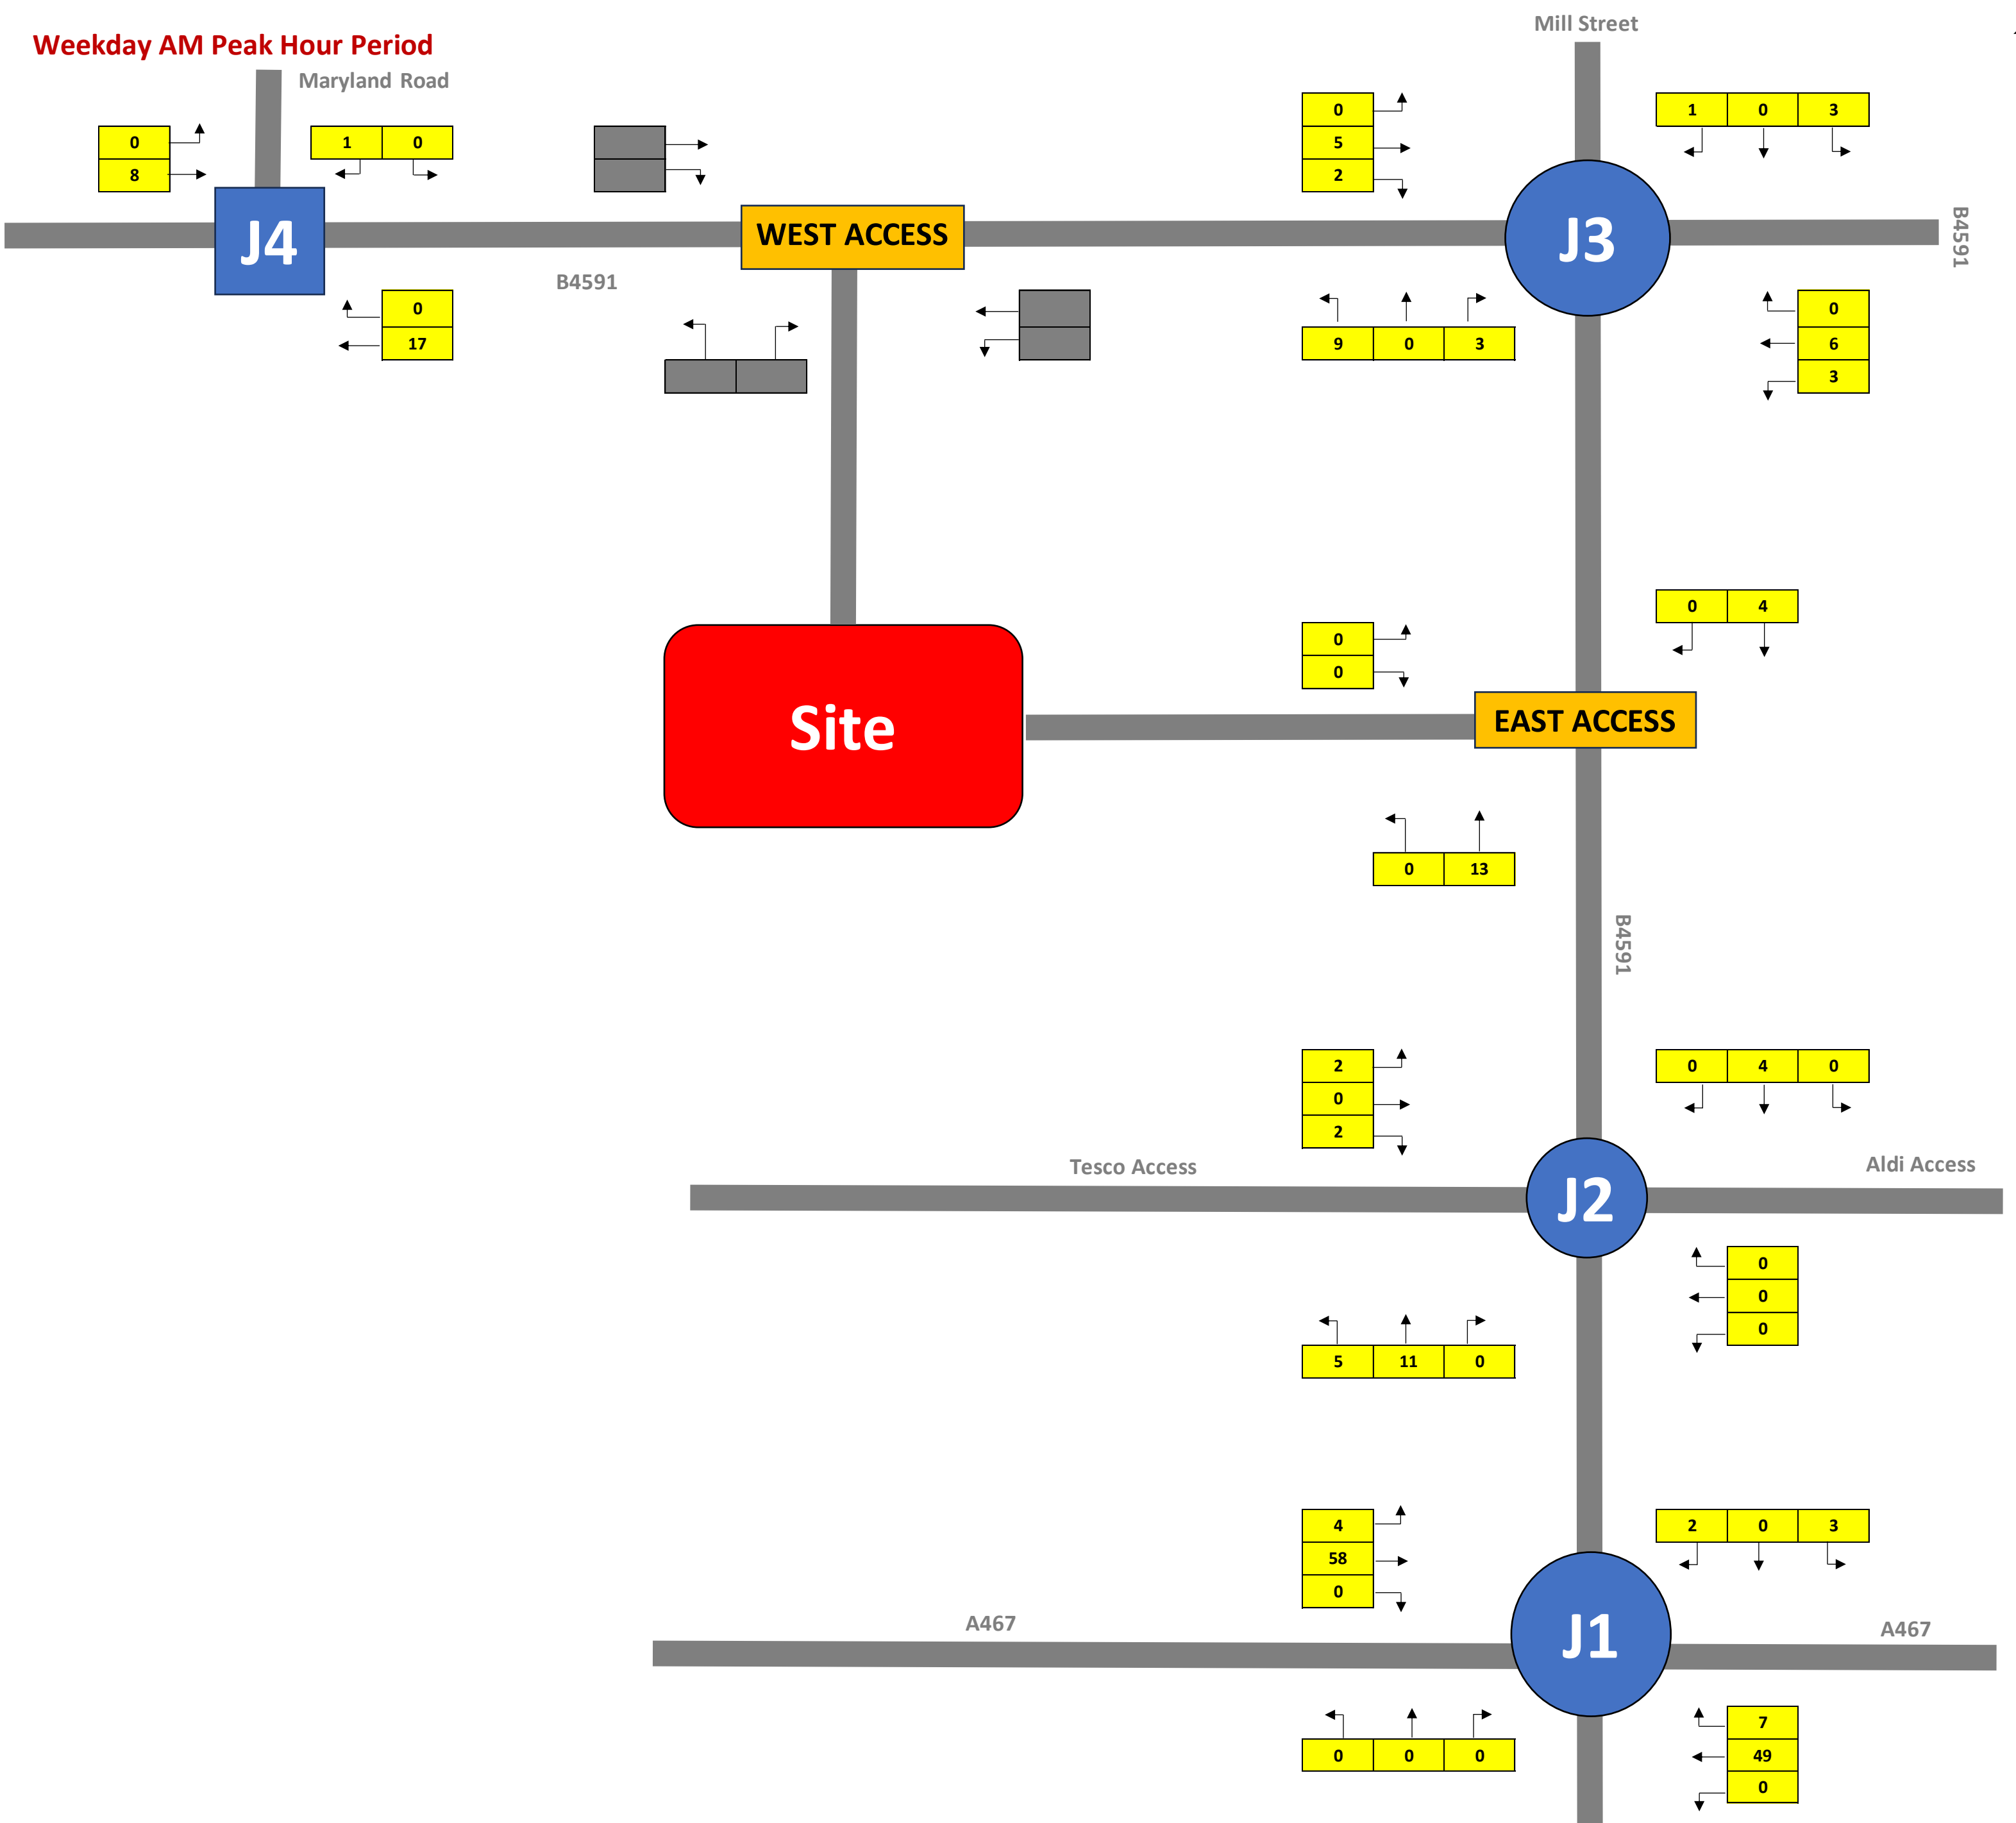 Mill Street
Weekday AM Peak Hour Period
Maryland Road
0
5
2
1 0 3
0
8
1 0
J4
WEST ACCESS
J3
B4591
B4591
0
17
9 0 3
0
6
3
0 4
0
0
Site
EAST ACCESS
0 13
B4591
2
0
2
0 4 0
Tesco Access
Aldi Access
J2
0
0
0
5 11 0
4
58
0
2 0 3
A467
A467
J1
0 0 0
7
49
0